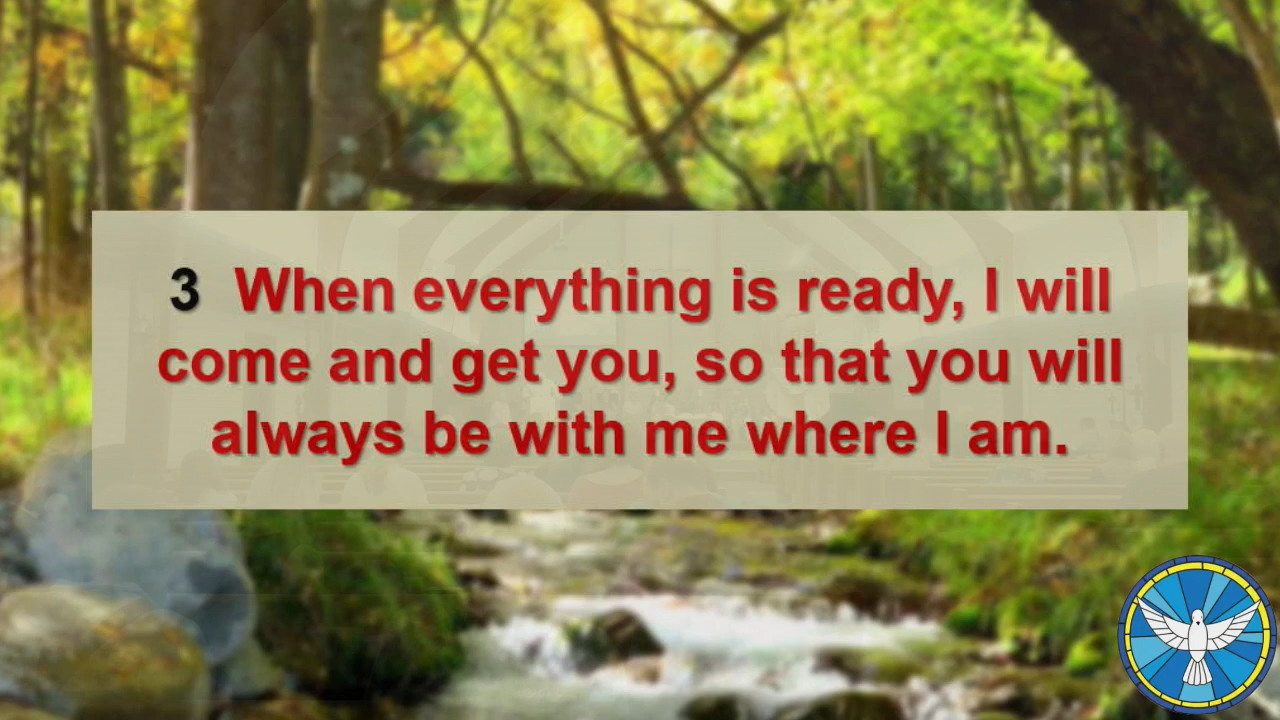 3 When everything is ready, I will
come and get you, so that you will
always be with me where I am.